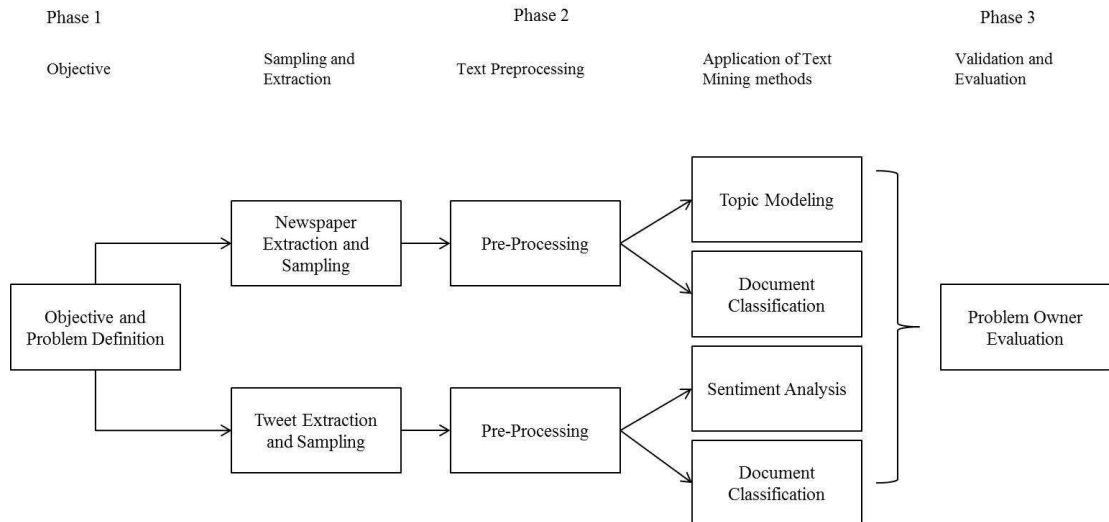 Phase 1
Phase 2
Phase 3
Objective
Sampling and
Extraction
Text Preprocessing
Application of Text
Mining methods
Validation and
Evaluation
Objective and
Problem Definition
Newspaper
Extraction and
Sampling
Pre-Processing
Topic Modeling
Document
Classification
Tweet Extraction
and Sampling
Pre-Processing
Sentiment Analysis
Document
Classification
Problem Owner
Evaluation